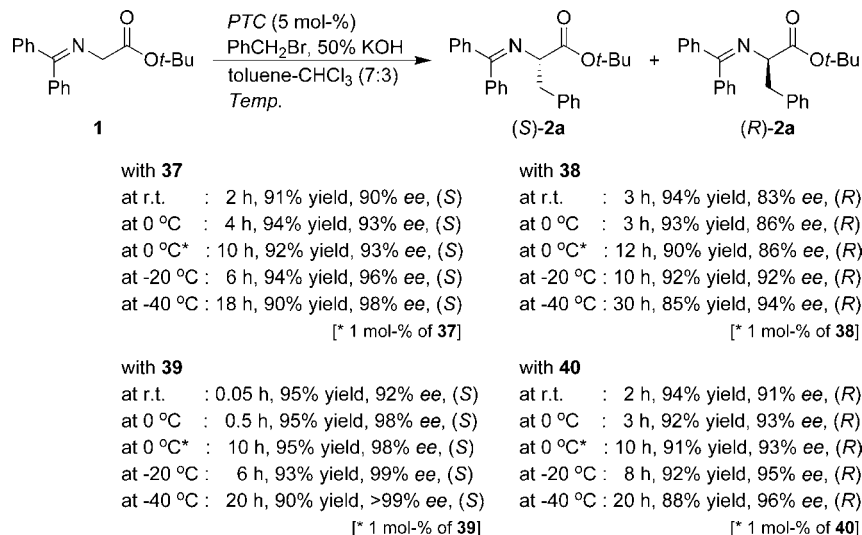 Ph N O O t-Bu Ph
1
PTC (5 mol-%)
PhCH2Br, 50% KOH
toluene-CHCl3 (7:3)
Temp.
Ph N O O t-Bu Ph Ph
(S)-2a
+
Ph N O O t-Bu Ph Ph
(R)-2a
with 37
at r.t. : 2 h, 91% yield, 90% ee, (S)
at 0 °C : 4 h, 94% yield, 93% ee, (S)
at 0 °C* : 10 h, 92% yield, 93% ee, (S)
at -20 °C : 6 h, 94% yield, 96% ee, (S)
at -40 °C : 18 h, 90% yield, 98% ee, (S)
[* 1 mol-% of 37]
with 38
at r.t. : 3 h, 94% yield, 83% ee, (R)
at 0 °C : 3 h, 93% yield, 86% ee, (R)
at 0 °C* : 12 h, 90% yield, 86% ee, (R)
at -20 °C : 10 h, 92% yield, 92% ee, (R)
at -40 °C : 30 h, 85% yield, 94% ee, (R)
[* 1 mol-% of 38]
with 39
at r.t. : 0.05 h, 95% yield, 92% ee, (S)
at 0 °C : 0.5 h, 95% yield, 98% ee, (S)
at 0 °C* : 10 h, 95% yield, 98% ee, (S)
at -20 °C : 6 h, 93% yield, 99% ee, (S)
at -40 °C : 20 h, 90% yield, >99% ee, (S)
[* 1 mol-% of 39]
with 40
at r.t. : 2 h, 94% yield, 91% ee, (R)
at 0 °C : 3 h, 92% yield, 93% ee, (R)
at 0 °C* : 10 h, 91% yield, 93% ee, (R)
at -20 °C : 8 h, 92% yield, 95% ee, (R)
at -40 °C : 20 h, 88% yield, 96% ee, (R)
[* 1 mol-% of 40]